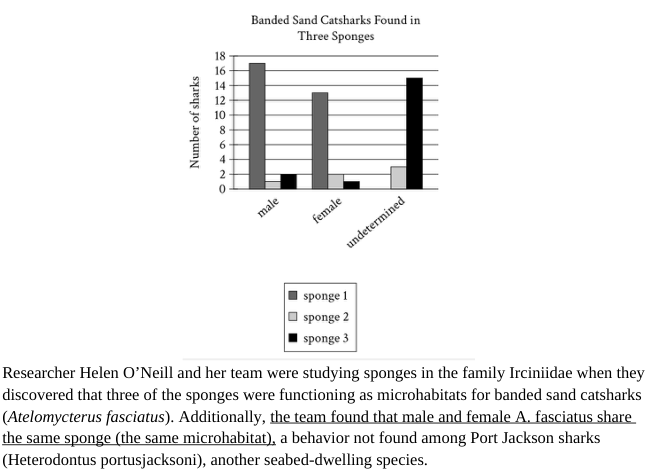 Banded Sand Catsharks Found in
Three Sponges
Number of sharks
18
16
14
12
10
8
6
4
2
0
male
female
undetermined
sponge 1
sponge 2
sponge 3
Researcher Helen O’Neill and her team were studying sponges in the family Irciniidae when they
discovered that three of the sponges were functioning as microhabitats for banded sand catsharks
(Atelomycterus fasciatus). Additionally, the team found that male and female A. fasciatus share
the same sponge (the same microhabitat), a behavior not found among Port Jackson sharks
(Heterodontus portusjacksoni), another seabed-dwelling species.